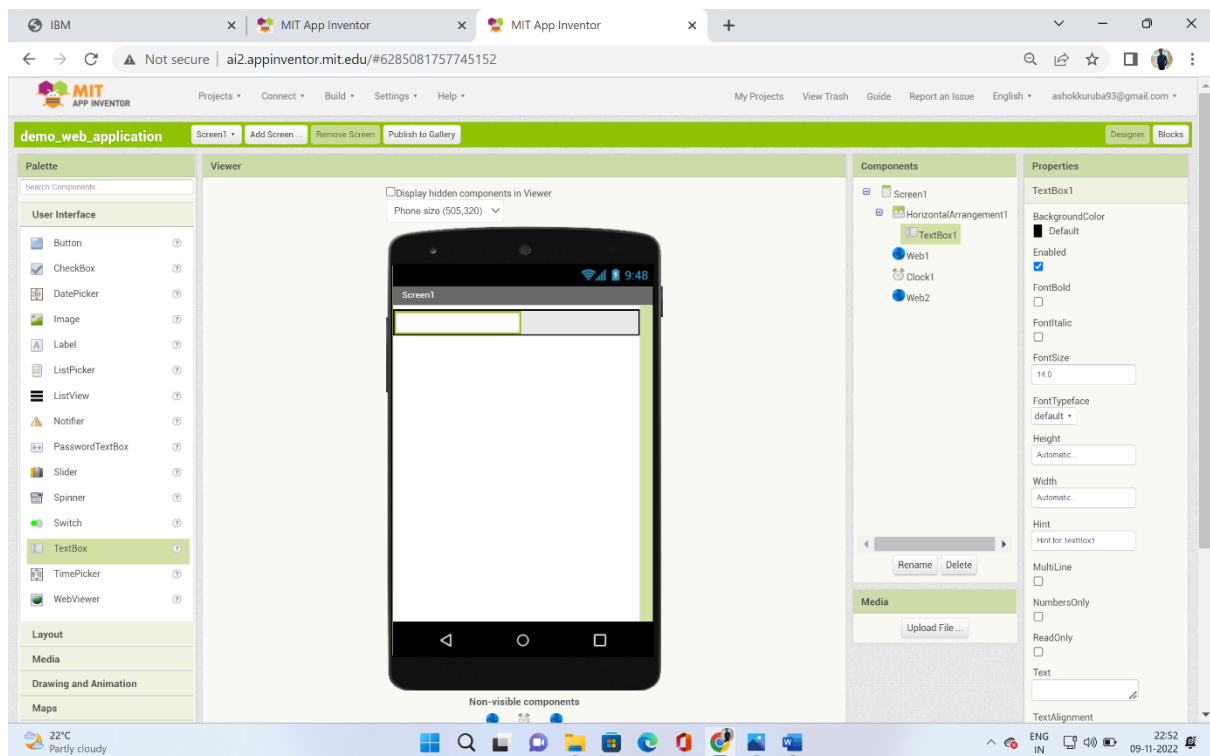 IBM
MIT App Inventor
MIT App Inventor
Not secure
ai2.appinventor.mit.edu/#6285081757745152
MIT
APP INVENTOR
Projects
Connect
Build
Settings
Help
My Projects
View Trash
Guide
Report an Issue
English
ashokkuruba93@gmail.com
demo_web_application
Screen1
Add Screen ...
Remove Screen
Publish to Gallery
Designer
Blocks
Palette
Search Components...
User Interface
Button
CheckBox
DatePicker
Image
Label
ListPicker
ListView
Notifier
PasswordTextBox
Slider
Spinner
Switch
TextBox
TimePicker
WebViewer
Layout
Media
Drawing and Animation
Maps
Viewer
Display hidden components in Viewer
Phone size (505,320)
9:48
Screen1
Non-visible components
Components
Screen1
HorizontalArrangement1
TextBox1
Web1
Clock1
Web2
Rename
Delete
Media
Upload File ...
Properties
TextBox1
BackgroundColor
Default
Enabled
FontBold
FontItalic
FontSize
14.0
FontTypeface
default
Height
Automatic...
Width
Automatic...
Hint
Hint for TextBox1
MultiLine
NumbersOnly
ReadOnly
Text
TextAlignment
22°C
Partly cloudy
ENG
IN
22:52
09-11-2022